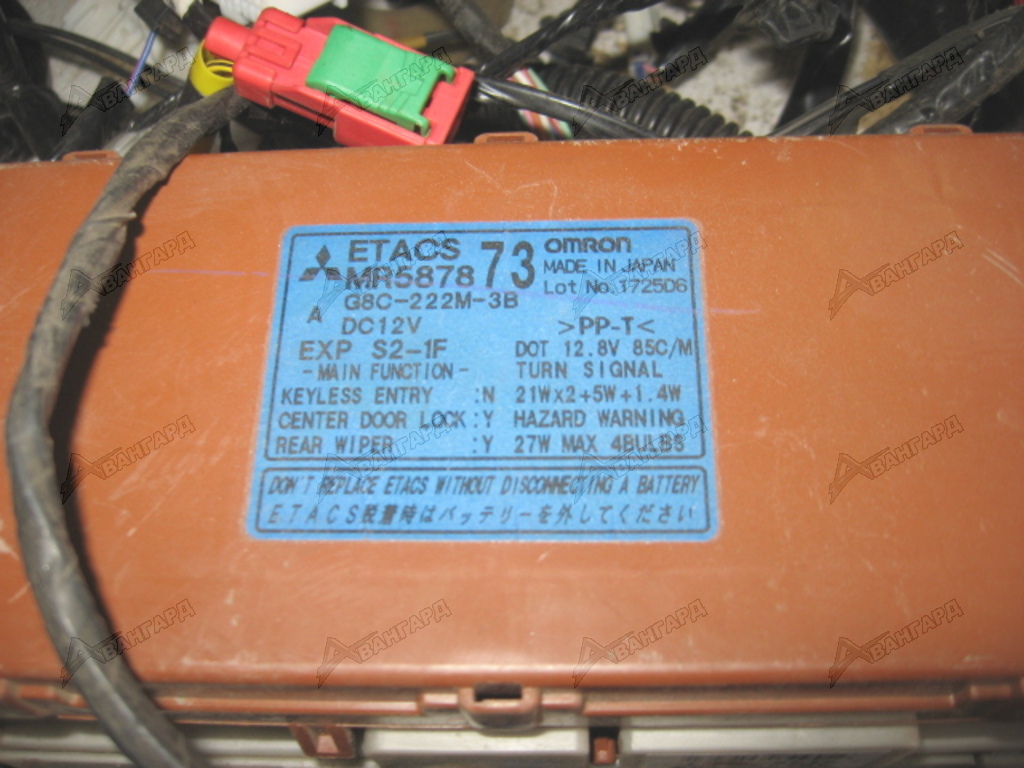 ETACS 73 OMRON
MR5878 MADE IN JAPAN
G8C-222M-3B Lot No. 1725D6
A DC12V >PP-T<
EXP S2-1F DOT 12.8V 85C/M
-MAIN FUNCTION- TURN SIGNAL
KEYLESS ENTRY :N 21W×2+5W+1.4W
CENTER DOOR LOCK:Y HAZARD WARNING
REAR WIPER :Y 27W MAX 4BULBS
DON'T REPLACE ETACS WITHOUT DISCONNECTING A BATTERY
ETACS脱着時はバッテリーを外してください
АВАНГАРД